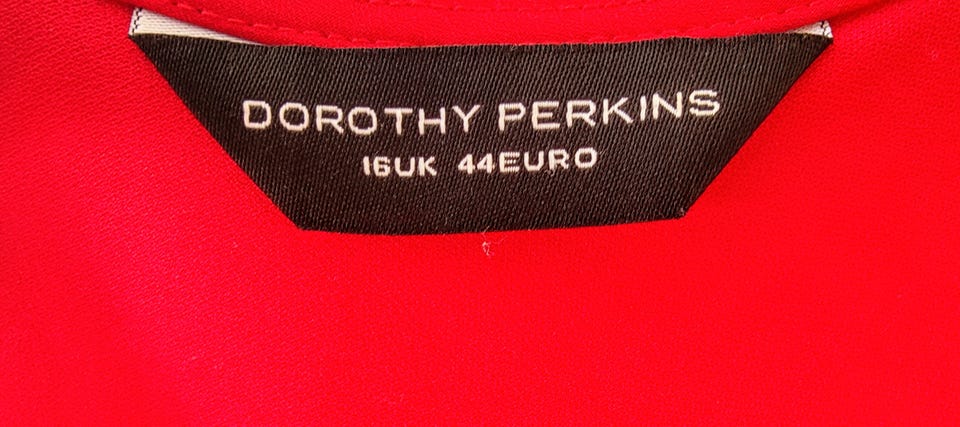 DOROTHY PERKINS
16UK 44EURO